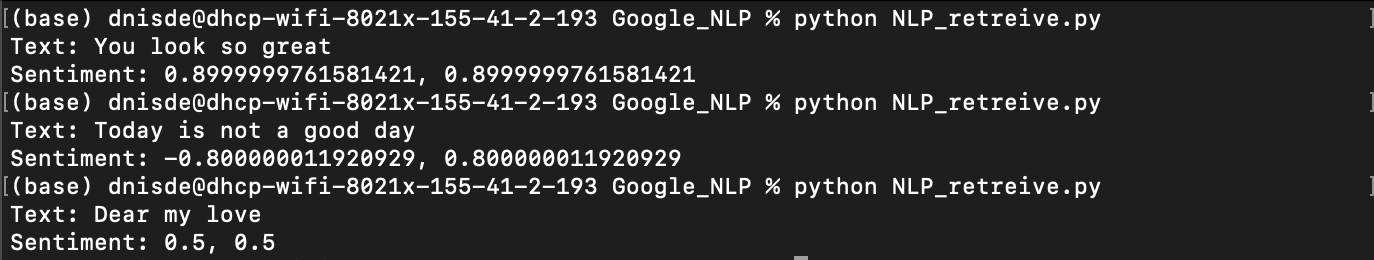 [(base) dnisde@dhcp-wifi-8021x-155-41-2-193 Google_NLP % python NLP_retreive.py ]
Text: You look so great
Sentiment: 0.8999999761581421, 0.8999999761581421
[(base) dnisde@dhcp-wifi-8021x-155-41-2-193 Google_NLP % python NLP_retreive.py ]
Text: Today is not a good day
Sentiment: -0.800000011920929, 0.800000011920929
[(base) dnisde@dhcp-wifi-8021x-155-41-2-193 Google_NLP % python NLP_retreive.py ]
Text: Dear my love
Sentiment: 0.5, 0.5